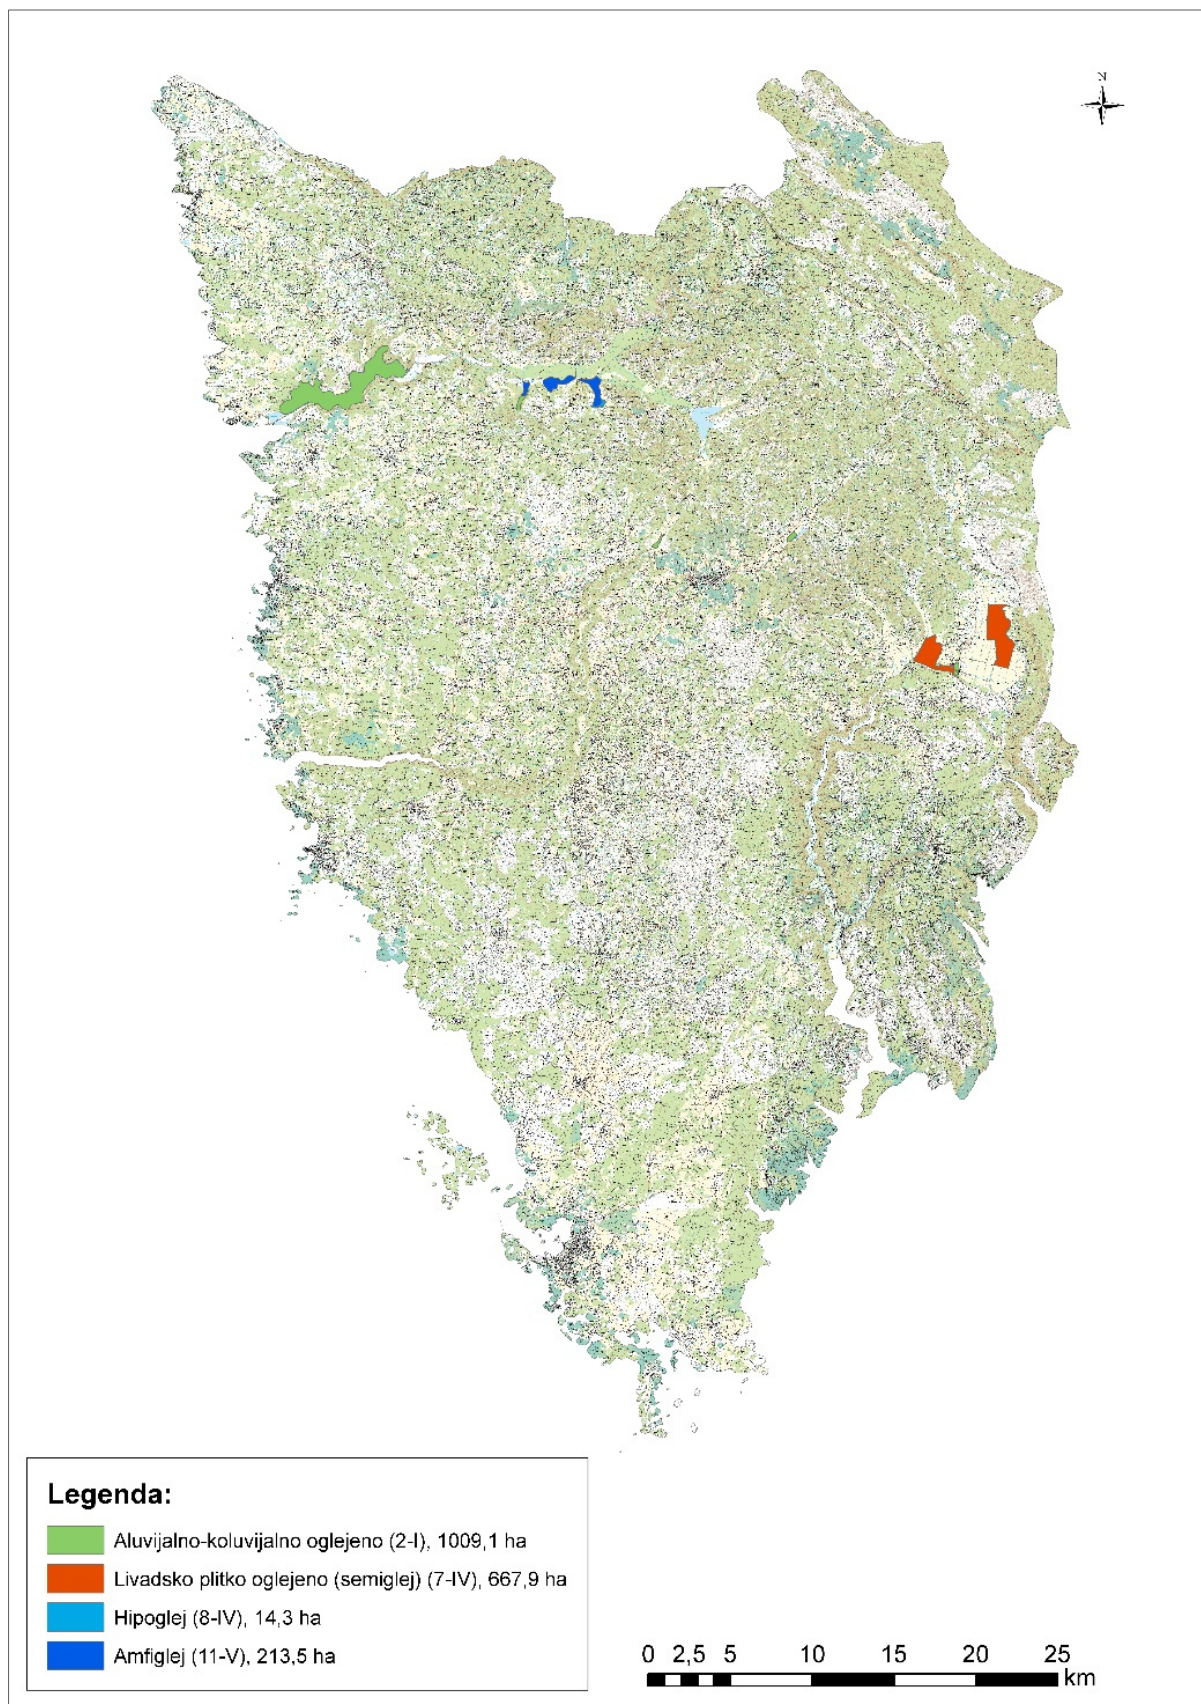 N
Legenda:
Aluvijalno-koluvijalno oglejeno (2-I), 1009,1 ha
Livadsko plitko oglejeno (semiglej) (7-IV), 667,9 ha
Hipoglej (8-IV), 14,3 ha
Amfiglej (11-V), 213,5 ha
0 2,5 5 10 15 20 25
km